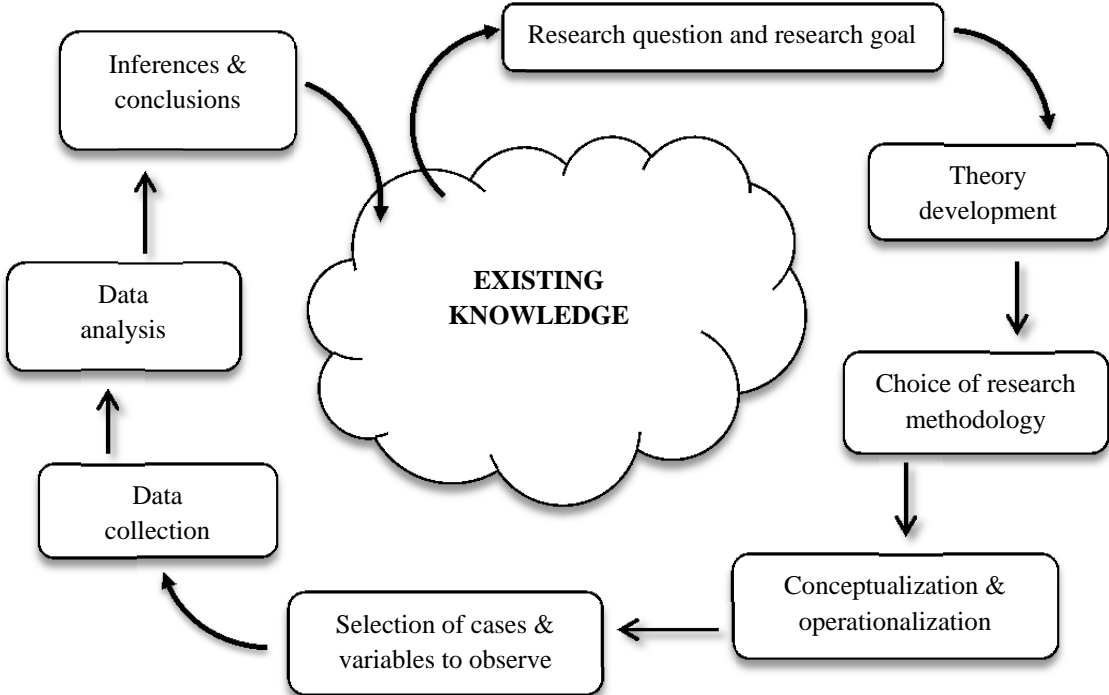 Research question and research goal
Inferences &
conclusions
Theory
development
EXISTING
KNOWLEDGE
Data
analysis
Choice of research
methodology
Data
collection
Conceptualization &
operationalization
Selection of cases &
variables to observe